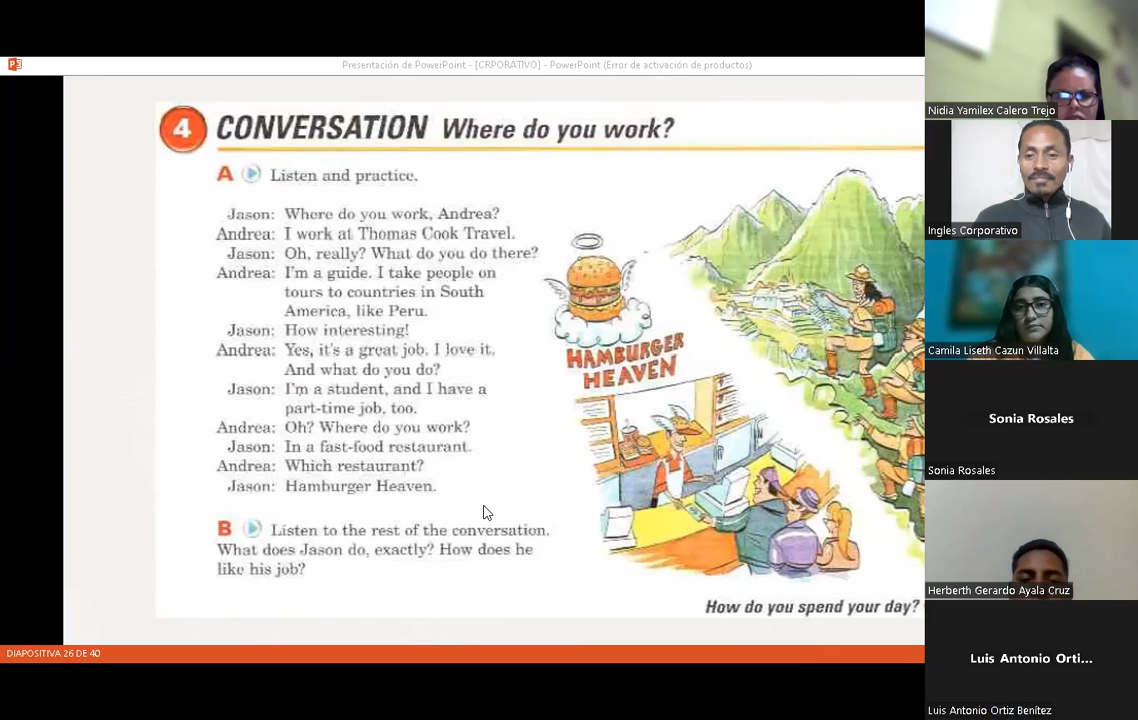 Presentación de PowerPoint - [CRPORATIVO] - PowerPoint (Error de activación de productos)
4 CONVERSATION Where do you work?
A Listen and practice.
Jason: Where do you work, Andrea?
Andrea: I work at Thomas Cook Travel.
Jason: Oh, really? What do you do there?
Andrea: I'm a guide. I take people on
tours to countries in South
America, like Peru.
Jason: How interesting!
Andrea: Yes, it's a great job. I love it.
And what do you do?
Jason: I'm a student, and I have a
part-time job, too.
Andrea: Oh? Where do you work?
Jason: In a fast-food restaurant.
Andrea: Which restaurant?
Jason: Hamburger Heaven.
B Listen to the rest of the conversation.
What does Jason do, exactly? How does he
like his job?
HAMBURGER
HEAVEN
How do you spend your day?
DIAPOSITIVA 26 DE 40
Nidia Yamilex Calero Trejo
Ingles Corporativo
Camila Liseth Cazun Villalta
Sonia Rosales
Sonia Rosales
Herberth Gerardo Ayala Cruz
Luis Antonio Orti...
Luis Antonio Ortiz Benítez